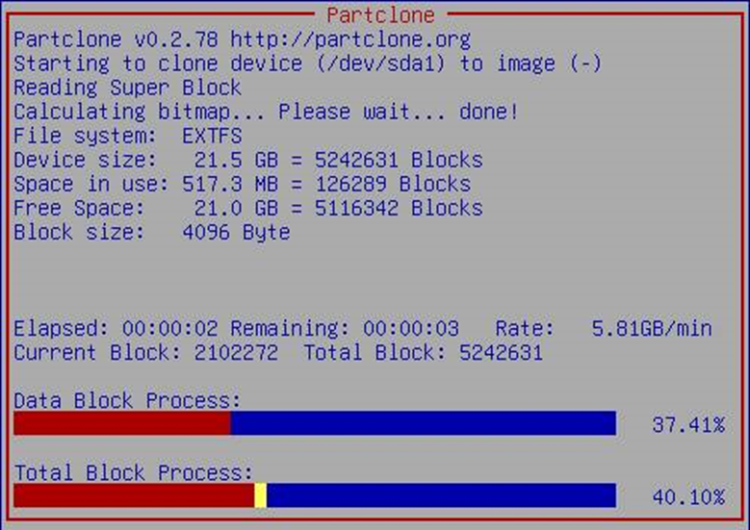 Partclone
Partclone v0.2.78 http://partclone.org
Starting to clone device (/dev/sda1) to image (-)
Reading Super Block
Calculating bitmap... Please wait... done!
File system:  EXTFS
Device size:   21.5 GB = 5242631 Blocks
Space in use: 517.3 MB = 126289 Blocks
Free Space:    21.0 GB = 5116342 Blocks
Block size:   4096 Byte
Elapsed: 00:00:02 Remaining: 00:00:03   Rate:   5.81GB/min
Current Block: 2102272  Total Block: 5242631
Data Block Process:
37.41%
Total Block Process:
40.10%